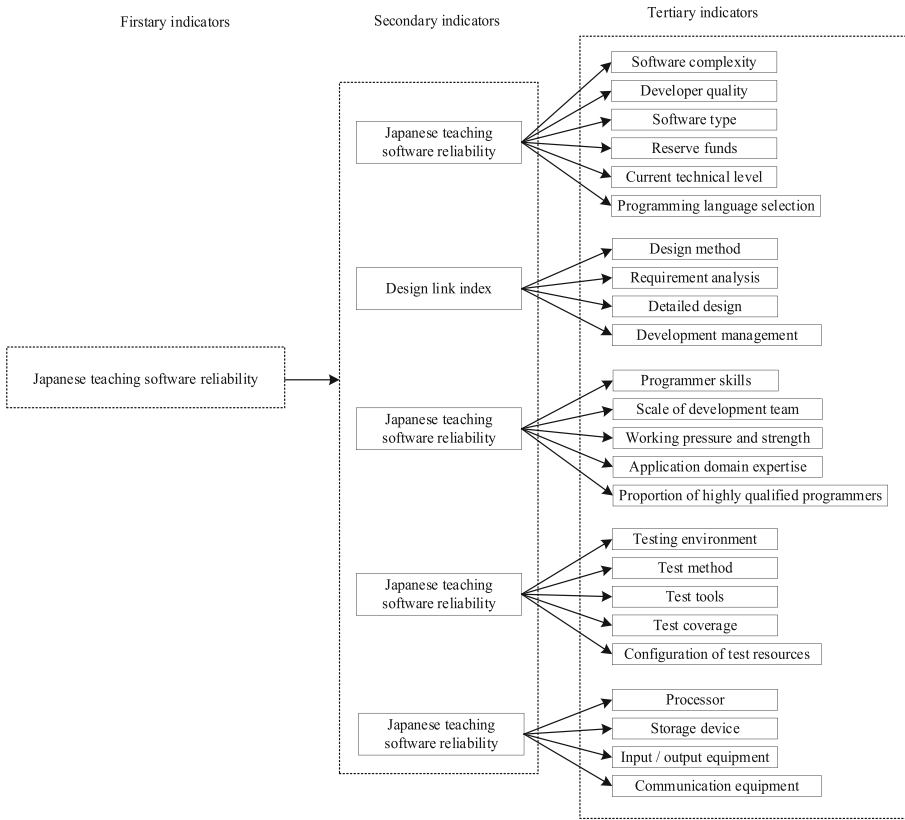 Firstary indicators
Secondary indicators
Tertiary indicators
Japanese teaching software reliability
Japanese teaching
software reliability
Software complexity
Developer quality
Software type
Reserve funds
Current technical level
Programming language selection
Design link index
Design method
Requirement analysis
Detailed design
Development management
Japanese teaching
software reliability
Programmer skills
Scale of development team
Working pressure and strength
Application domain expertise
Proportion of highly qualified programmers
Japanese teaching
software reliability
Testing environment
Test method
Test tools
Test coverage
Configuration of test resources
Japanese teaching
software reliability
Processor
Storage device
Input / output equipment
Communication equipment